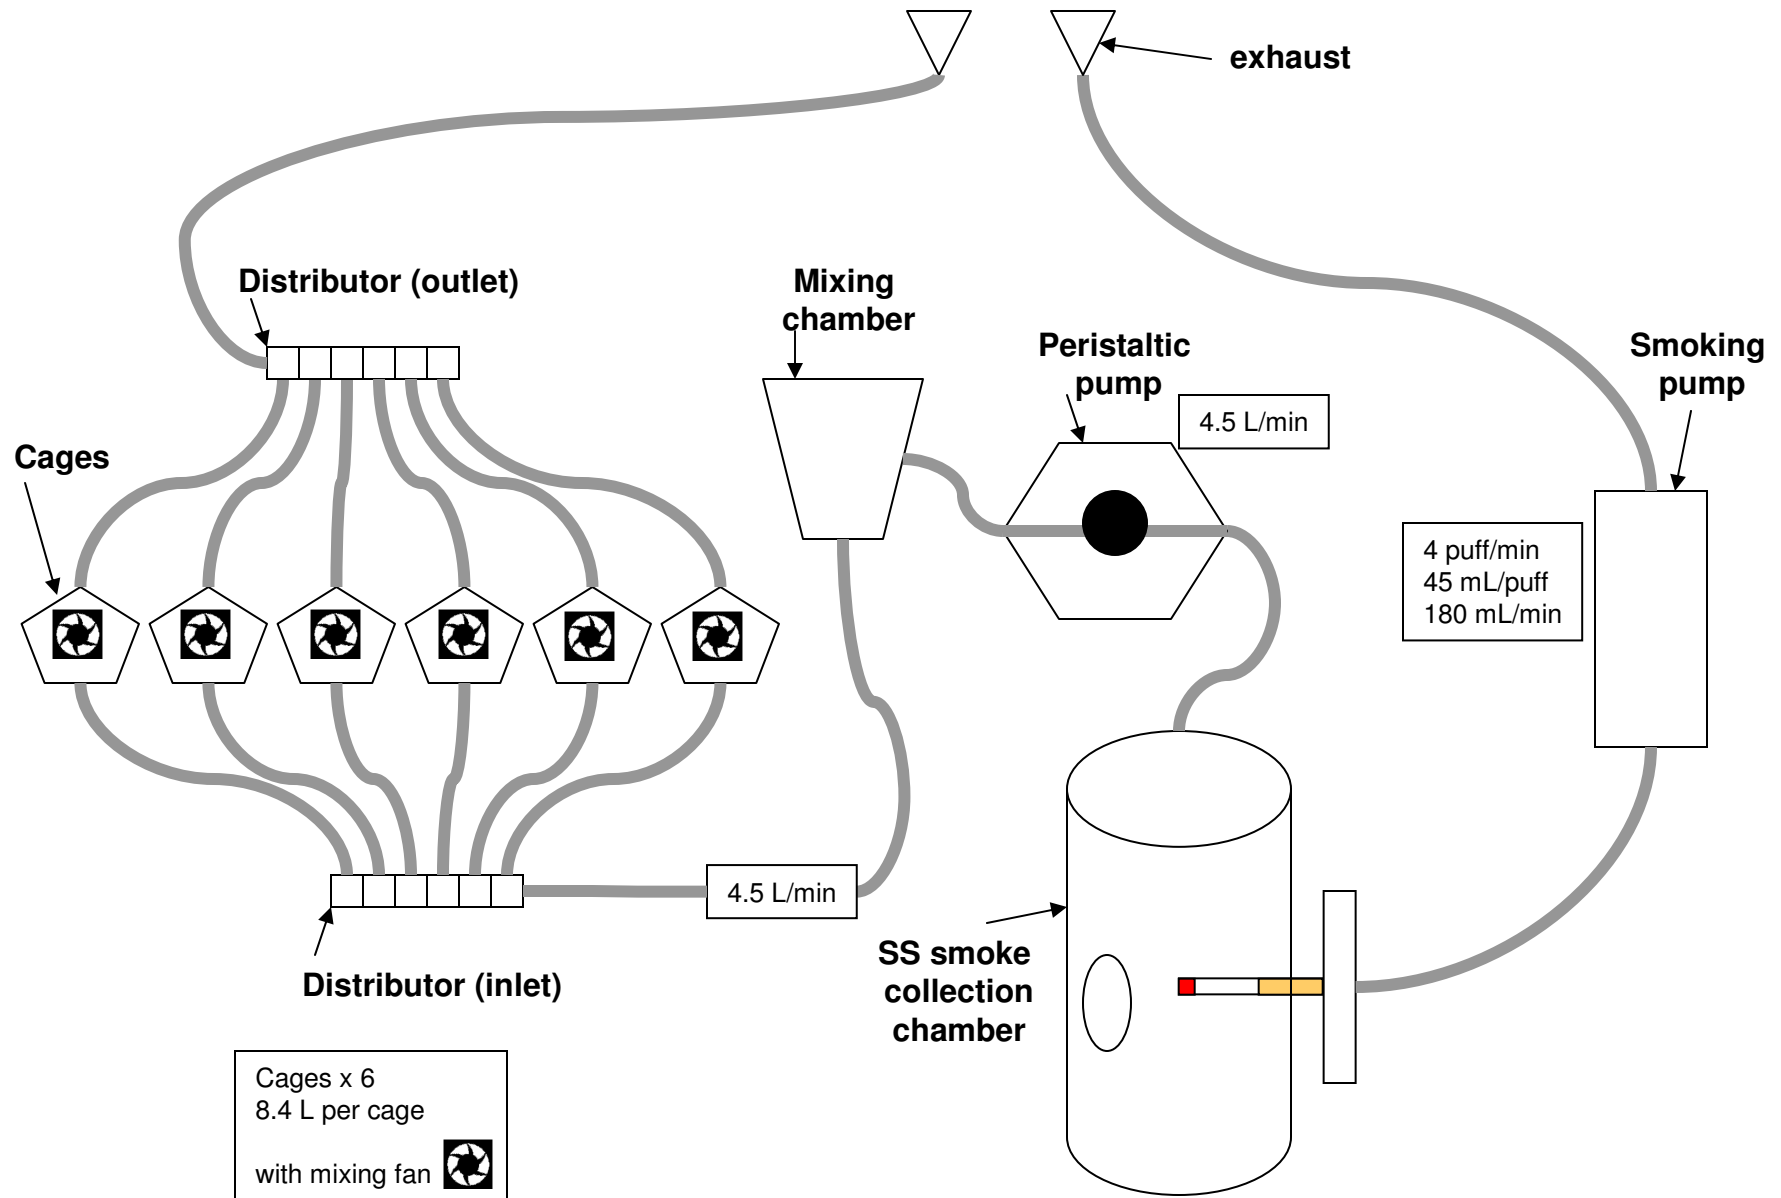 exhaust
Distributor (outlet)
Mixing
chamber
Peristaltic
pump
4.5 L/min
Smoking
pump
Cages
4 puff/min
45 mL/puff
180 mL/min
4.5 L/min
SS smoke
collection
chamber
Distributor (inlet)
Cages x 6
8.4 L per cage
with mixing fan